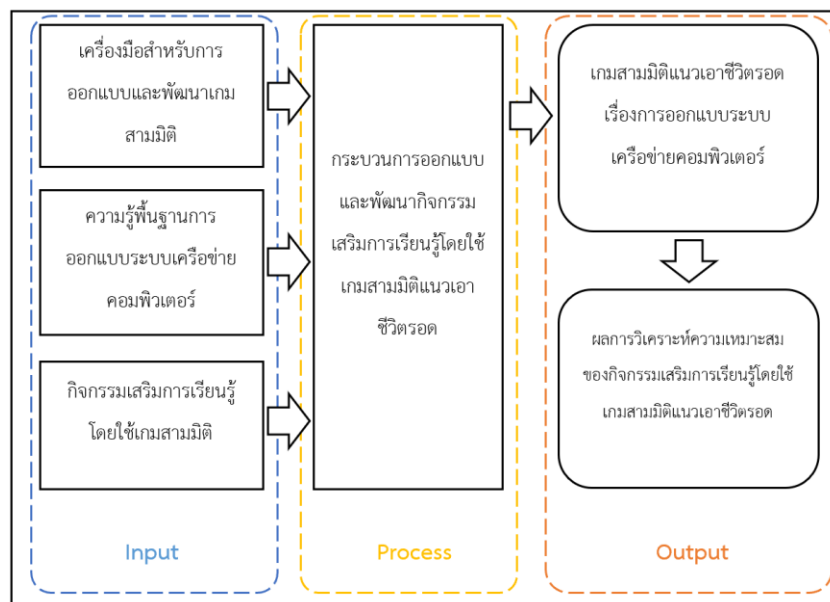 เครื่องมือสำหรับการ
ออกแบบและพัฒนาเกม
สามมิติ
ความรู้พื้นฐานการ
ออกแบบระบบเครือข่าย
คอมพิวเตอร์
กิจกรรมเสริมการเรียนรู้
โดยใช้เกมสามมิติ
Input
กระบวนการออกแบบ
และพัฒนากิจกรรม
เสริมการเรียนรู้โดยใช้
เกมสามมิติแนวเอา
ชีวิตรอด
Process
เกมสามมิติแนวเอาชีวิตรอด
เรื่องการออกแบบระบบ
เครือข่ายคอมพิวเตอร์
ผลการวิเคราะห์ความเหมาะสม
ของกิจกรรมเสริมการเรียนรู้โดยใช้
เกมสามมิติแนวเอาชีวิตรอด
Output